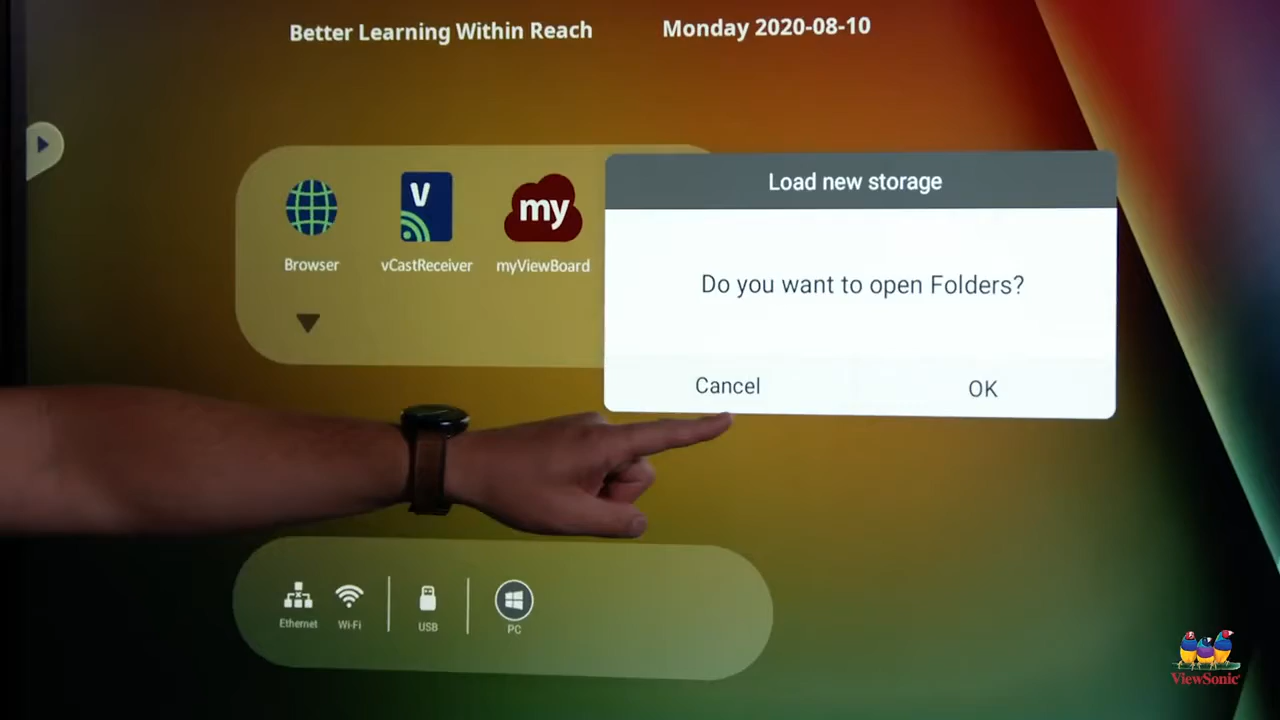 Better Learning Within Reach
Monday 2020-08-10
Load new storage
V
my
Browser
vCastReceiver
myViewBoard
Do you want to open Folders?
Cancel
OK
Ethernet
Wi-Fi
USB
PC
ViewSonic